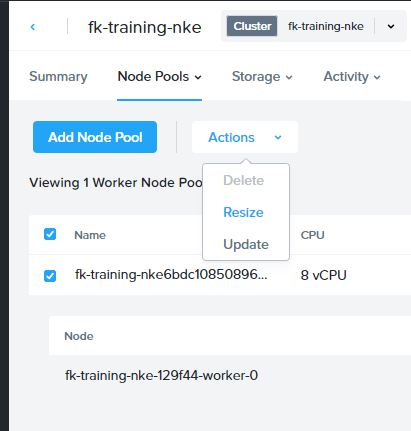 fk-training-nke Cluster fk-training-nke
Summary Node Pools Storage Activity
Add Node Pool Actions
Delete
Viewing 1 Worker Node Poo
Resize
Name CPU
Update
fk-training-nke6bdc10850896... 8 vCPU
Node
fk-training-nke-129f44-worker-0